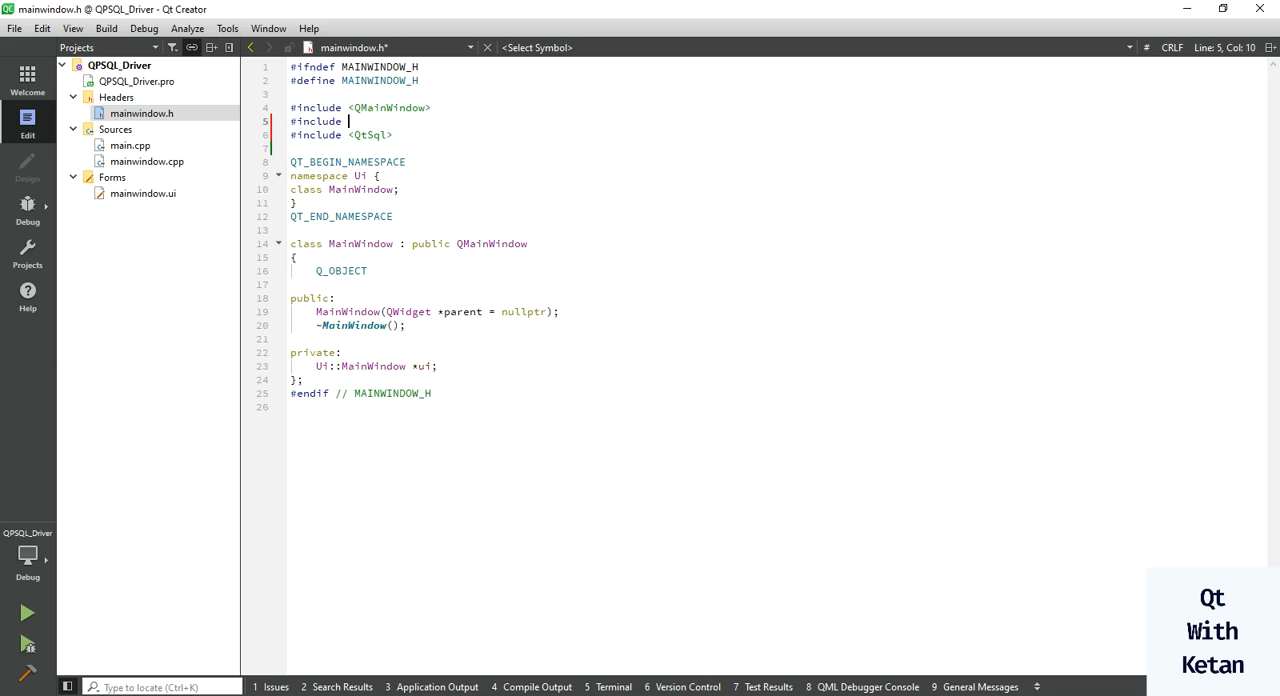 mainwindow.h @ QPSQL_Driver - Qt Creator
File Edit View Build Debug Analyze Tools Window Help
Projects mainwindow.h* <Select Symbol> # CRLF Line: 5, Col: 10
Welcome
Edit
Design
Debug
Projects
Help
QPSQL_Driver
Debug
QPSQL_Driver
QPSQL_Driver.pro
Headers
mainwindow.h
Sources
main.cpp
mainwindow.cpp
Forms
mainwindow.ui
1 #ifndef MAINWINDOW_H
2 #define MAINWINDOW_H
3
4 #include <QMainWindow>
5 #include
6 #include <QtSql>
7
8 QT_BEGIN_NAMESPACE
9 namespace Ui {
10 class MainWindow;
11 }
12 QT_END_NAMESPACE
13
14 class MainWindow : public QMainWindow
15 {
16 Q_OBJECT
17
18 public:
19 MainWindow(QWidget *parent = nullptr);
20 ~MainWindow();
21
22 private:
23 Ui::MainWindow *ui;
24 };
25 #endif // MAINWINDOW_H
26
Qt
With
Ketan
Type to locate (Ctrl+K) 1 Issues 2 Search Results 3 Application Output 4 Compile Output 5 Terminal 6 Version Control 7 Test Results 8 QML Debugger Console 9 General Messages